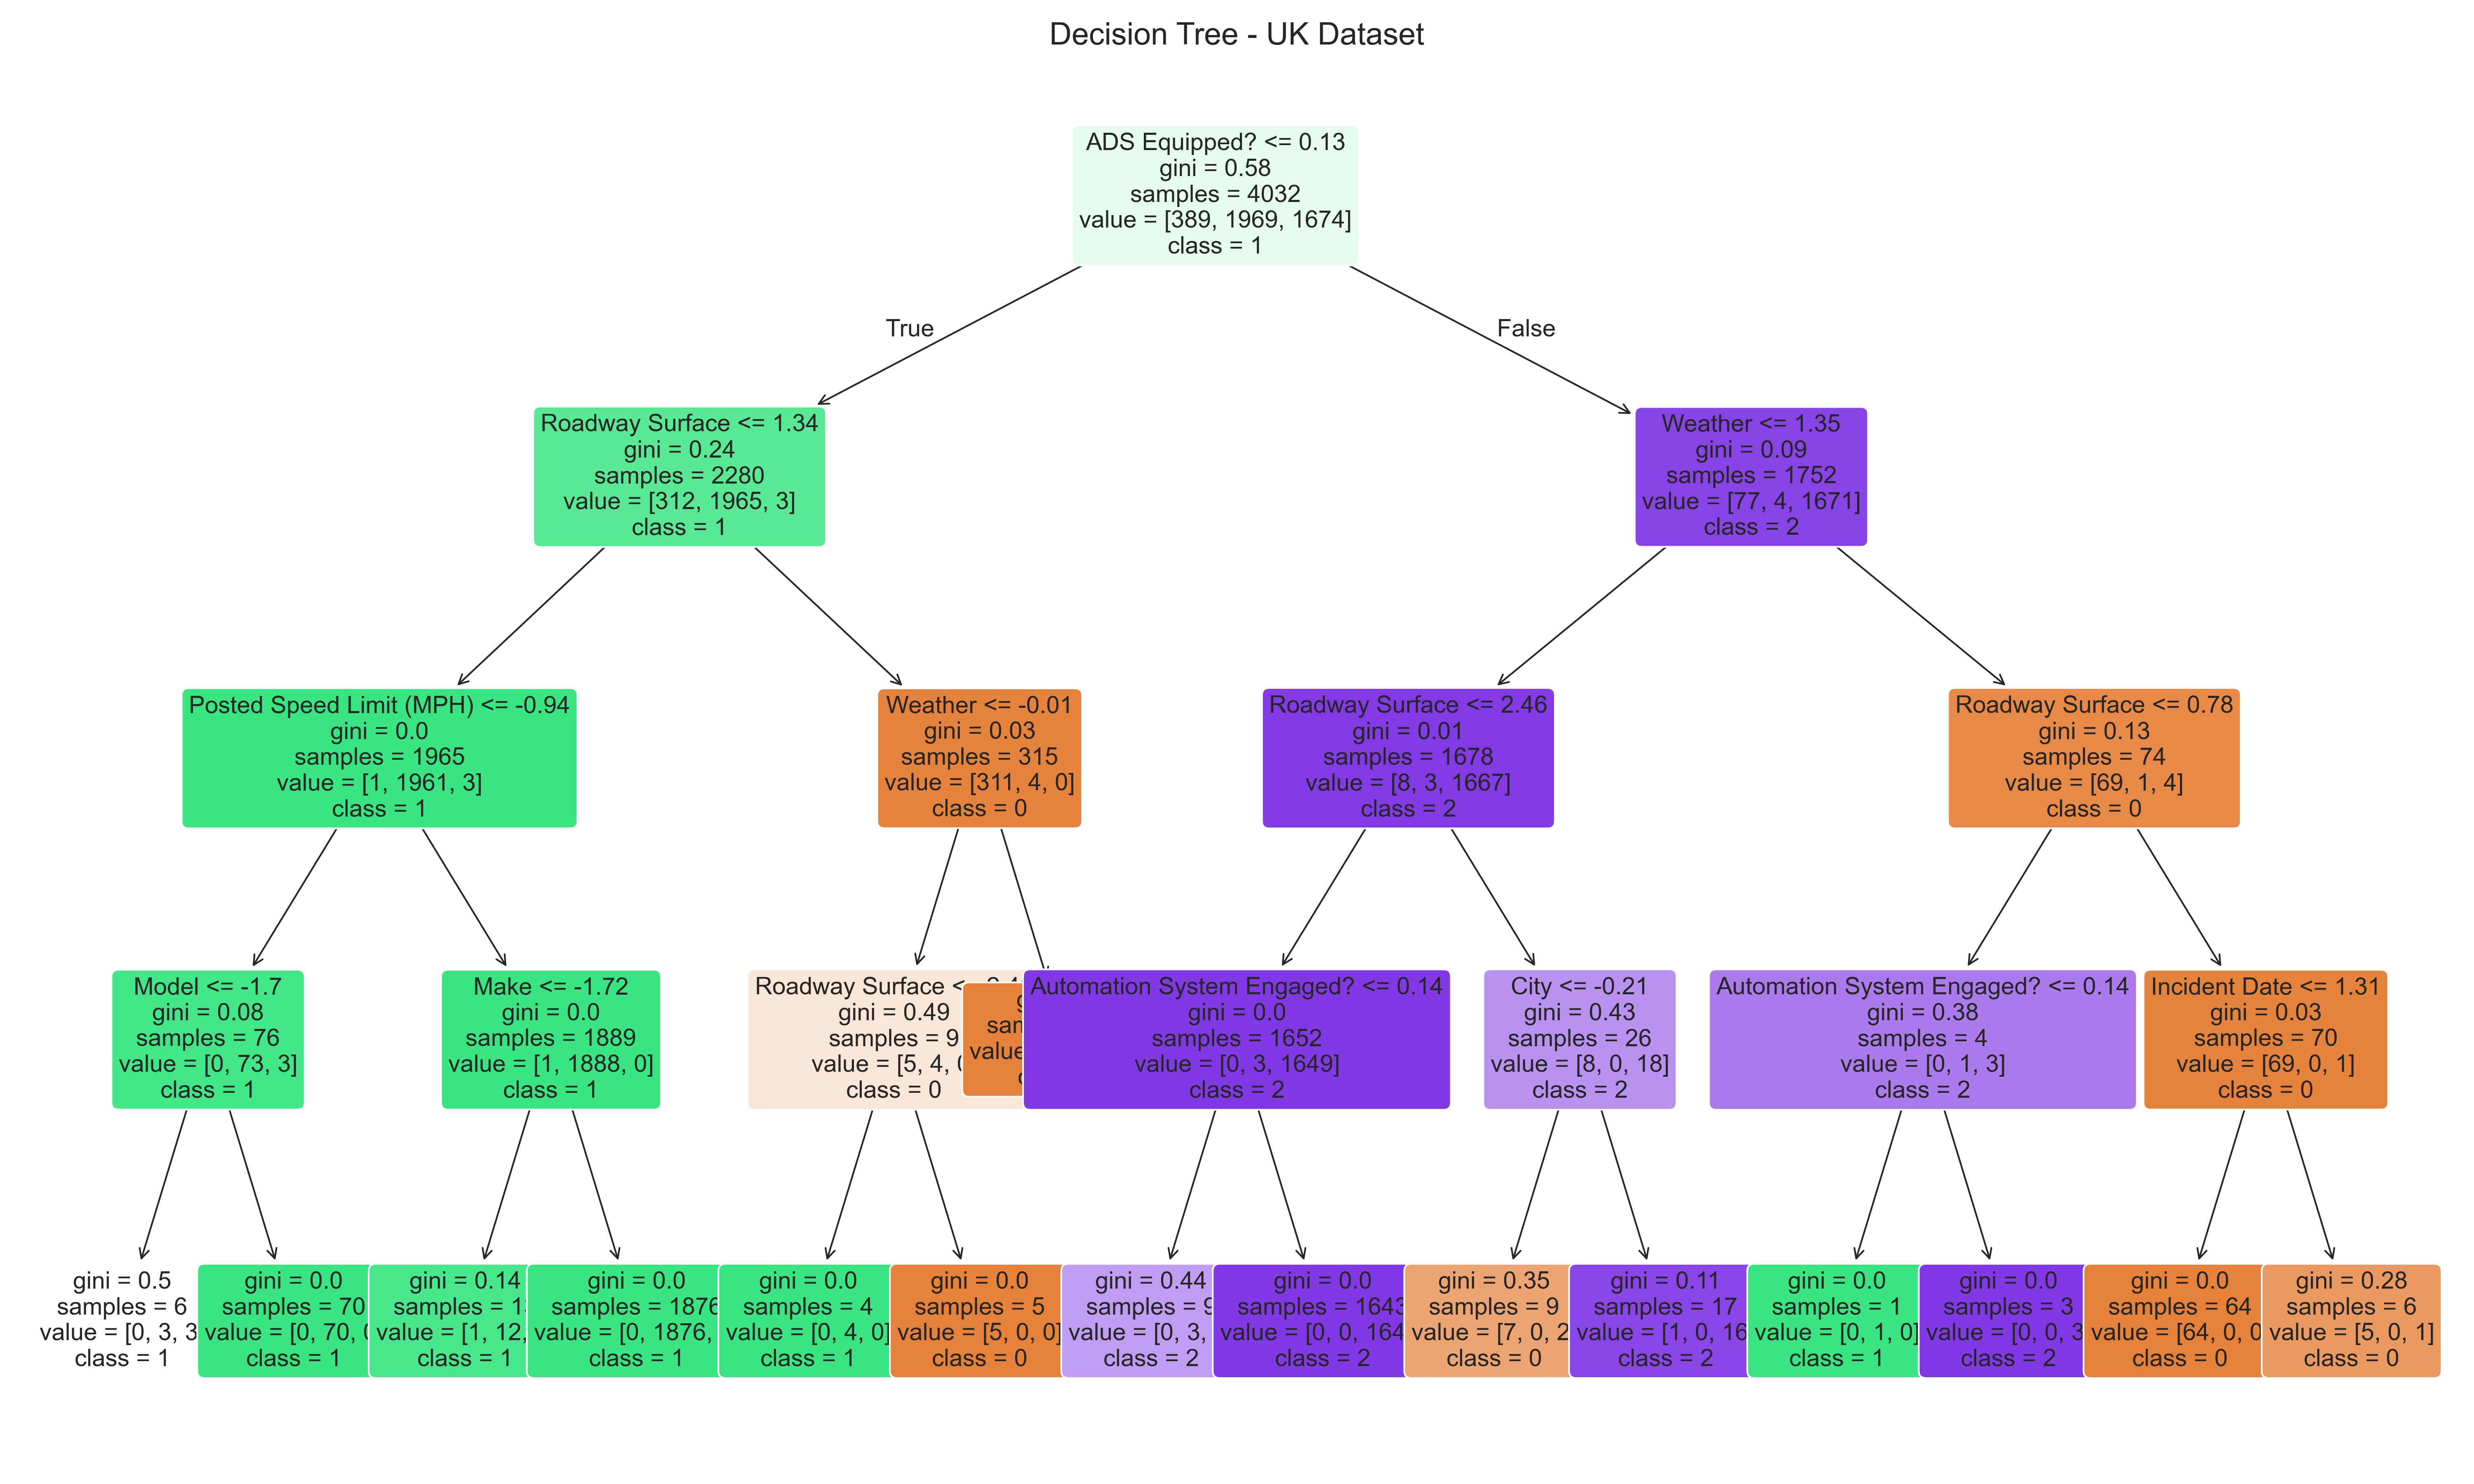 Decision Tree - UK Dataset
ADS Equipped? <= 0.13
gini = 0.58
samples = 4032
value = [389, 1969, 1674]
class = 1
True
False
Roadway Surface <= 1.34
gini = 0.24
samples = 2280
value = [312, 1965, 3]
class = 1
Weather <= 1.35
gini = 0.09
samples = 1752
value = [77, 4, 1671]
class = 2
Posted Speed Limit (MPH) <= -0.94
gini = 0.0
samples = 1965
value = [1, 1961, 3]
class = 1
Weather <= -0.01
gini = 0.03
samples = 315
value = [311, 4, 0]
class = 0
Roadway Surface <= 2.46
gini = 0.01
samples = 1678
value = [8, 3, 1667]
class = 2
Roadway Surface <= 0.78
gini = 0.13
samples = 74
value = [69, 1, 4]
class = 0
Model <= -1.7
gini = 0.08
samples = 76
value = [0, 73, 3]
class = 1
Make <= -1.72
gini = 0.0
samples = 1889
value = [1, 1888, 0]
class = 1
Roadway Surface <
gini = 0.49
samples = 9
value = [5, 4,
class = 0
value
Automation System Engaged? <= 0.14
gini = 0.0
samples = 1652
value = [0, 3, 1649]
class = 2
City <= -0.21
gini = 0.43
samples = 26
value = [8, 0, 18]
class = 2
Automation System Engaged? <= 0.14
gini = 0.38
samples = 4
value = [0, 1, 3]
class = 2
Incident Date <= 1.31
gini = 0.03
samples = 70
value = [69, 0, 1]
class = 0
gini = 0.5
samples = 6
value = [0, 3, 3
class = 1
gini = 0.0
samples = 70
value = [0, 70,
class = 1
gini = 0.14
samples =
value = [1, 12,
class = 1
gini = 0.0
samples = 1876
value = [0, 1876,
class = 1
gini = 0.0
samples = 4
value = [0, 4, 0]
class = 1
gini = 0.0
samples = 5
value = [5, 0, 0]
class = 0
gini = 0.44
samples = 9
value = [0, 3,
class = 2
gini = 0.0
samples = 1643
value = [0, 0, 164
class = 2
gini = 0.35
samples = 9
value = [7, 0, 2
class = 0
gini = 0.11
samples = 17
value = [1, 0, 16
class = 2
gini = 0.0
samples = 1
value = [0, 1, 0]
class = 1
gini = 0.0
samples = 3
value = [0, 0, 3
class = 2
gini = 0.0
samples = 64
value = [64, 0, 0
class = 0
gini = 0.28
samples = 6
value = [5, 0, 1]
class = 0